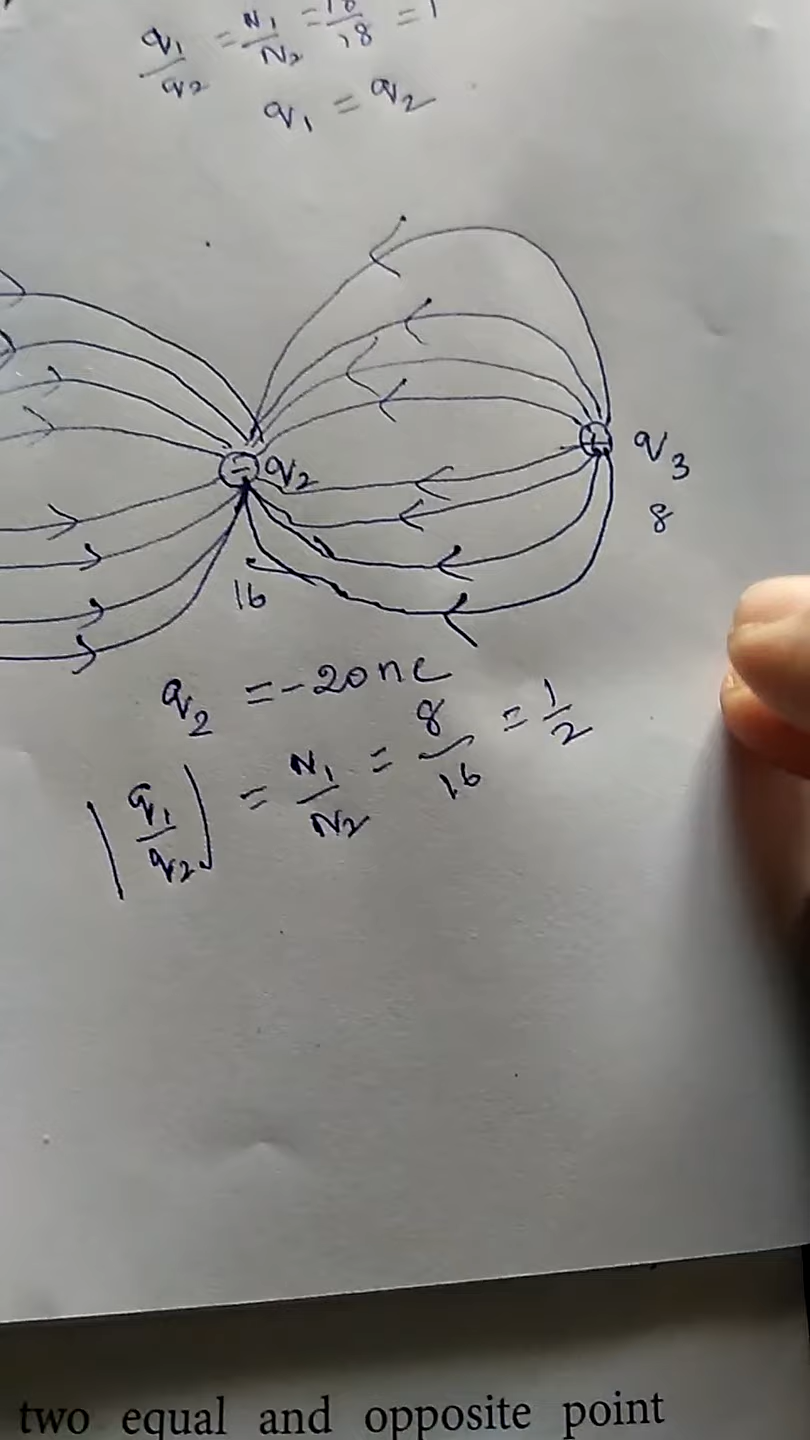 q₁/q₂ = N₁/N₂ = 18/18 = 1
q₁ = q₂
q₂
q₃
8
16
q₂ = -20nc
|q₁/q₂| = N₁/N₂ = 8/16 = 1/2
two equal and opposite point